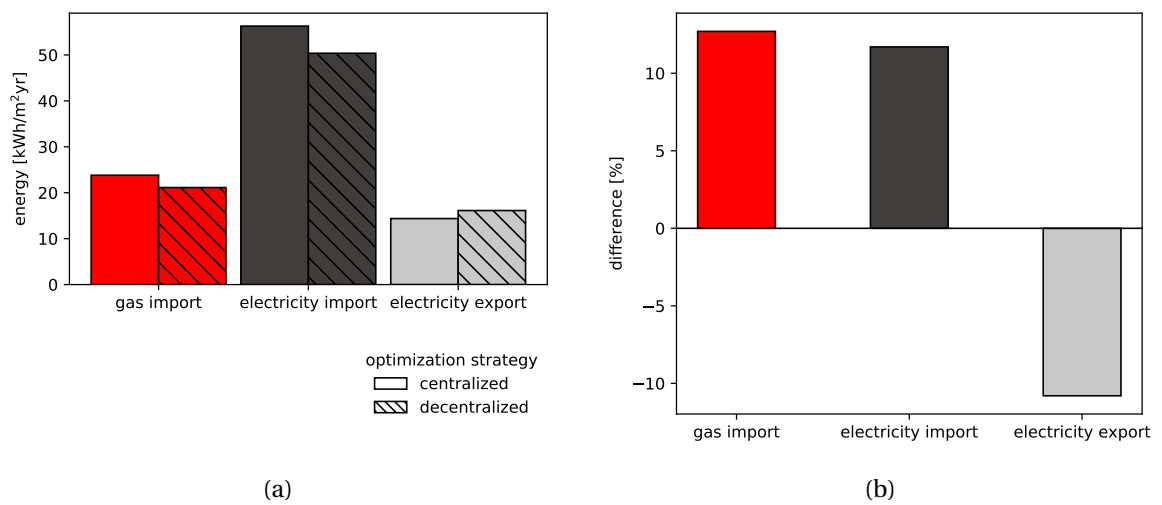 energy [kWh/m²yr]
50
40
30
20
10
0
gas import electricity import electricity export
optimization strategy
centralized
decentralized
(a)
difference [%]
10
5
0
−5
−10
gas import electricity import electricity export
(b)